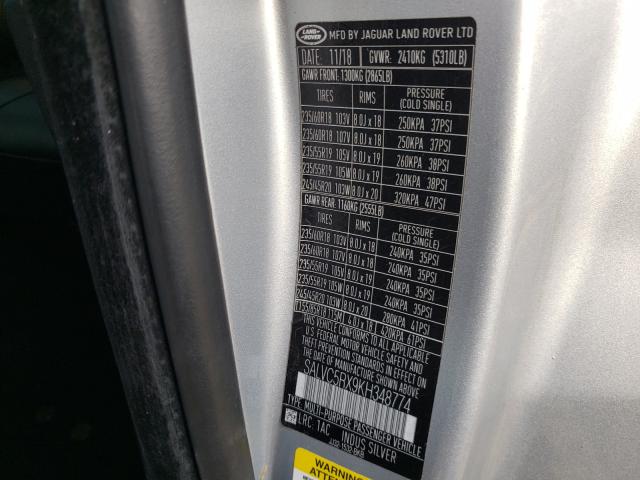 LAND ROVER
MFD BY JAGUAR LAND ROVER LTD
DATE: 11/18 GVWR: 2410KG (5310LB)
GAWR FRONT: 1300KG (2865LB)
TIRES RIMS PRESSURE (COLD SINGLE)
235/60R18 103V 8.0J x 18 250KPA 37PSI
235/60R18 107V 8.0J x 18 250KPA 37PSI
235/55R19 105V 8.0J x 19 260KPA 38PSI
235/55R19 105W 8.0J x 19 260KPA 38PSI
245/45R20 103W 8.0J x 20 320KPA 47PSI
GAWR REAR: 1160KG (2555LB)
TIRES RIMS PRESSURE (COLD SINGLE)
235/60R18 103V 8.0J x 18 240KPA 35PSI
235/60R18 107V 8.0J x 18 240KPA 35PSI
235/55R19 105V 8.0J x 19 240KPA 35PSI
235/55R19 105W 8.0J x 19 240KPA 35PSI
245/45R20 103W 8.0J x 20 280KPA 41PSI
T155/85R18 115M 4.0J x 18 420KPA 61PSI
THIS VEHICLE CONFORMS TO ALL APPLICABLE
FEDERAL MOTOR VEHICLE SAFETY STANDARDS
IN EFFECT ON THE DATE OF
MANUFACTURE SHOWN ABOVE.
SALVC5RX9KH348774
TYPE: MULTI-PURPOSE PASSENGER VEHICLE
LRC: 1AC INDUS SILVER
WARNING